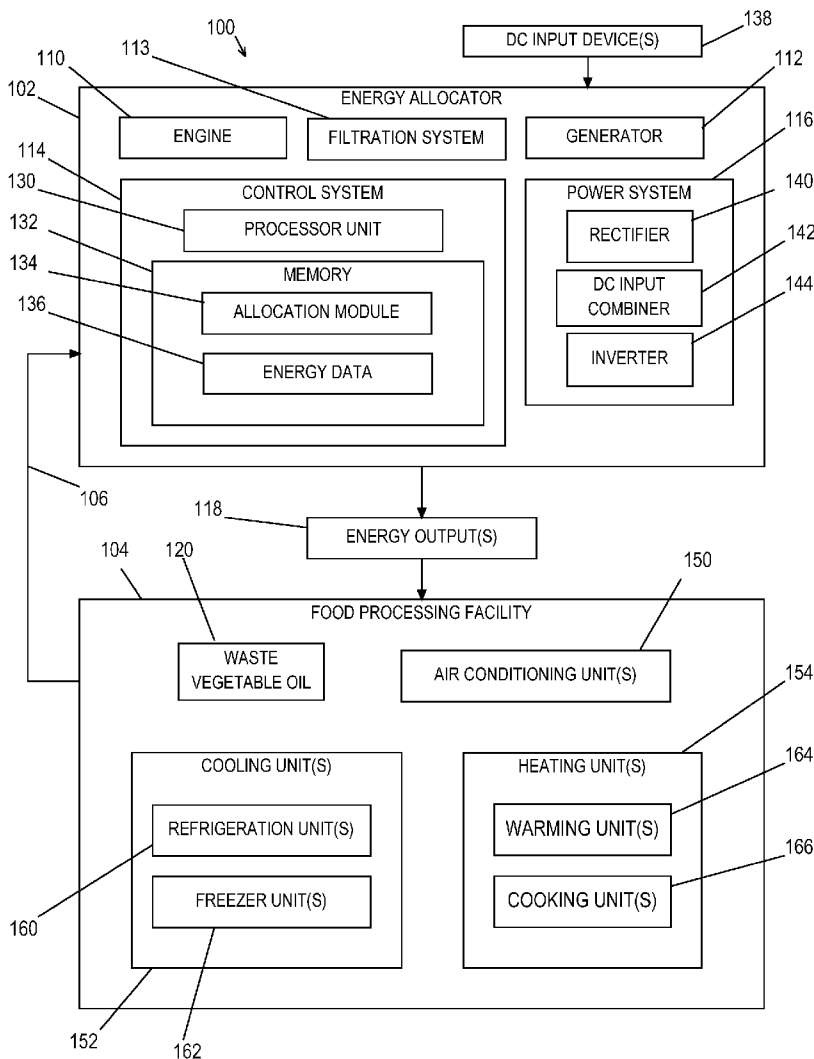 100
138
DC INPUT DEVICE(S)
110
113
112
102
ENERGY ALLOCATOR
116
ENGINE
FILTRATION SYSTEM
GENERATOR
114
CONTROL SYSTEM
POWER SYSTEM
130
140
PROCESSOR UNIT
RECTIFIER
132
142
MEMORY
134
DC INPUT
COMBINER
ALLOCATION MODULE
144
136
ENERGY DATA
INVERTER
106
118
ENERGY OUTPUT(S)
104
120
150
FOOD PROCESSING FACILITY
WASTE
VEGETABLE OIL
AIR CONDITIONING UNIT(S)
154
COOLING UNIT(S)
HEATING UNIT(S)
164
REFRIGERATION UNIT(S)
WARMING UNIT(S)
166
FREEZER UNIT(S)
COOKING UNIT(S)
160
152
162